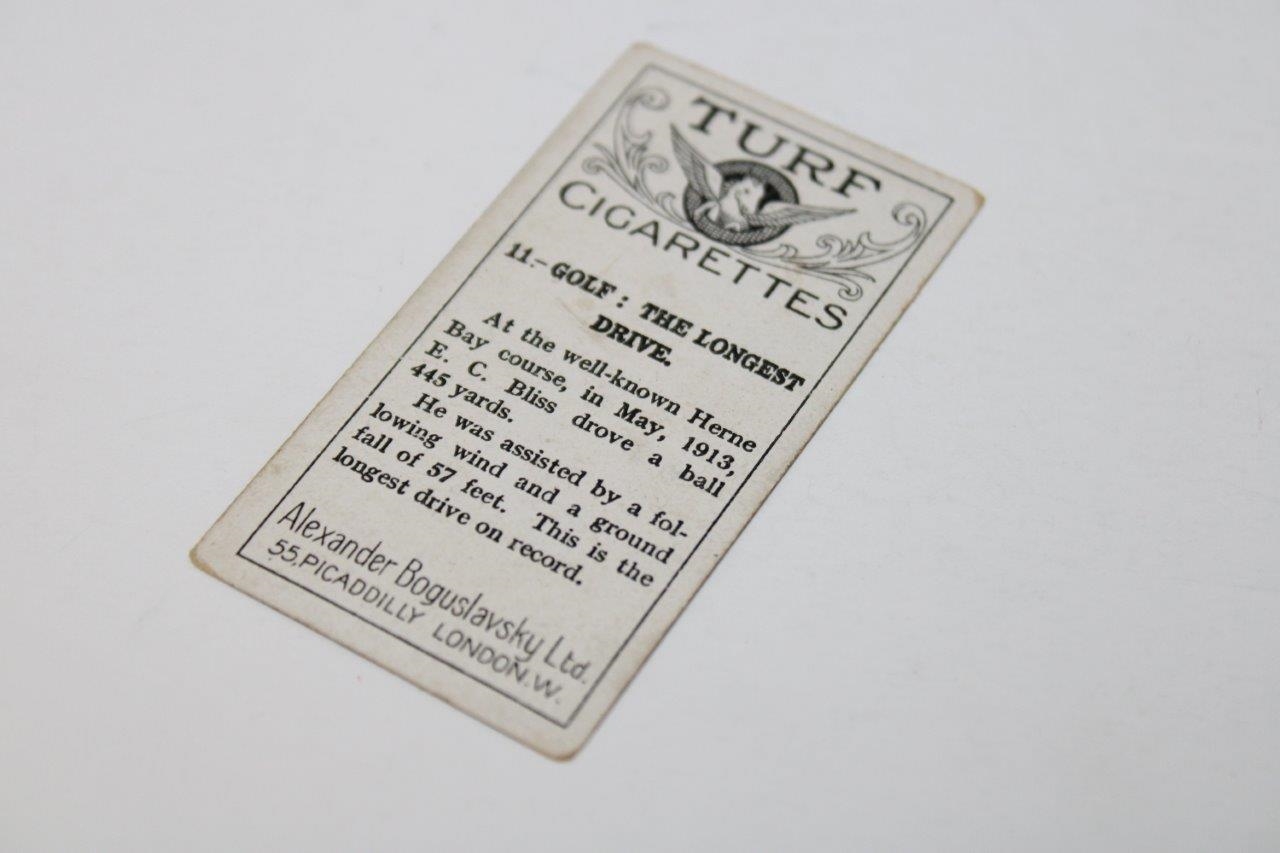 TURF
CIGARETTES
11.—GOLF: THE LONGEST
DRIVE.
At the well-known Herne
Bay course, in May, 1913,
E. C. Bliss drove a ball
445 yards.
He was assisted by a fol-
lowing wind and a ground
fall of 57 feet. This is the
longest drive on record.
Alexander Boguslavsky Ltd.
55, PICADDILLY LONDON. W.